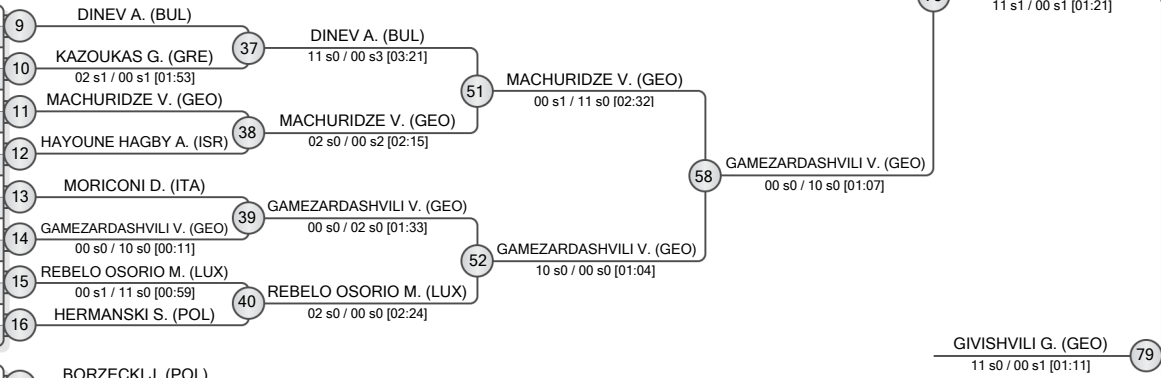 11 s1 / 00 s1 [01:21]
9
DINEV A. (BUL)
37
DINEV A. (BUL)
11 s0 / 00 s3 [03:21]
10
KAZOUKAS G. (GRE)
02 s1 / 00 s1 [01:53]
51
MACHURIDZE V. (GEO)
00 s1 / 11 s0 [02:32]
11
MACHURIDZE V. (GEO)
38
MACHURIDZE V. (GEO)
02 s0 / 00 s2 [02:15]
12
HAYOUNE HAGBY A. (ISR)
58
GAMEZARDASHVILI V. (GEO)
00 s0 / 10 s0 [01:07]
13
MORICONI D. (ITA)
39
GAMEZARDASHVILI V. (GEO)
00 s0 / 02 s0 [01:33]
14
GAMEZARDASHVILI V. (GEO)
00 s0 / 10 s0 [00:11]
52
GAMEZARDASHVILI V. (GEO)
10 s0 / 00 s0 [01:04]
15
REBELO OSORIO M. (LUX)
00 s1 / 11 s0 [00:59]
40
REBELO OSORIO M. (LUX)
02 s0 / 00 s0 [02:24]
16
HERMANSKI S. (POL)
GIVISHVILI G. (GEO)
79
11 s0 / 00 s1 [01:11]
BORZECKI J. (POL)